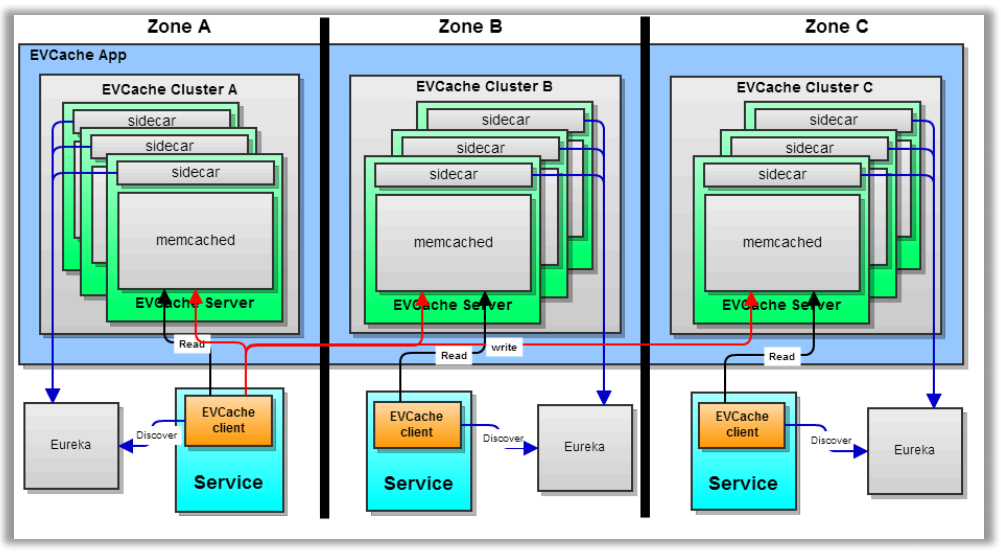 Zone A
Zone B
Zone C
EVCache App
EVCache Cluster A
EVCache Cluster B
EVCache Cluster C
sidecar
sidecar
sidecar
sidecar
sidecar
sidecar
sidecar
sidecar
sidecar
memcached
memcached
memcached
EVCache Server
EVCache Server
EVCache Server
Read
write
Read
Read
EVCache
client
EVCache
client
EVCache
client
Eureka
Discover
Discover
Eureka
Discover
Eureka
Service
Service
Service